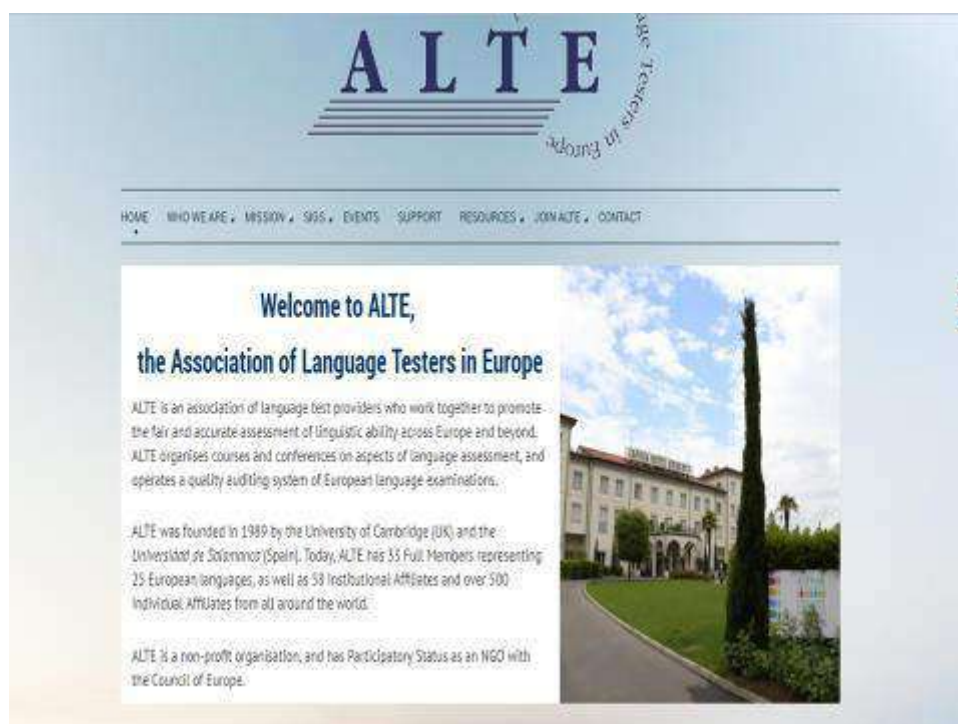 ALTE
age Testers in Europe
HOME WHO WE ARE MISSION SIGS EVENTS SUPPORT RESOURCES JOIN ALTE CONTACT
Welcome to ALTE,
the Association of Language Testers in Europe
ALTE is an association of language test providers who work together to promote
the fair and accurate assessment of linguistic ability across Europe and beyond.
ALTE organises courses and conferences on aspects of language assessment, and
operates a quality auditing system of European language examinations.
ALTE was founded in 1989 by the University of Cambridge (UK) and the
Universidad de Salamanca (Spain). Today, ALTE has 33 Full Members representing
25 European languages, as well as 58 Institutional Affiliates and over 500
Individual Affiliates from all around the world.
ALTE is a non-profit organisation, and has Participatory Status as an NGO with
the Council of Europe.